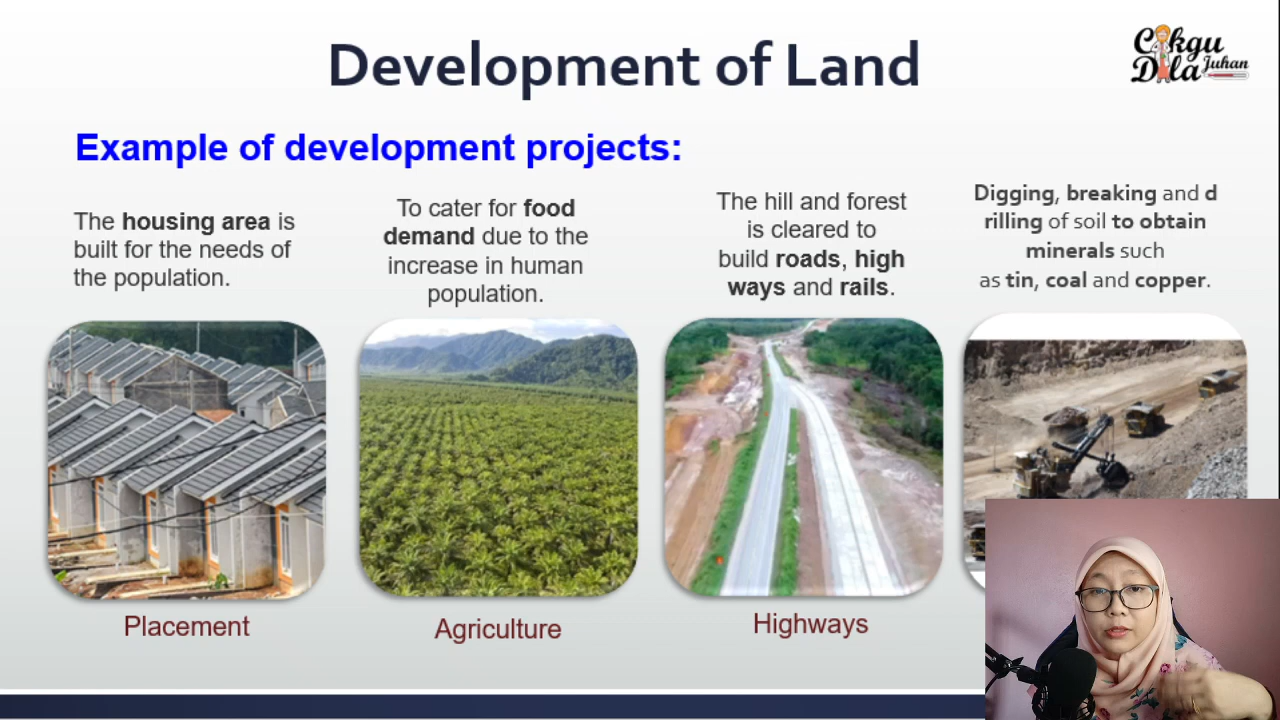 Development of Land
Cikgu
Dila Juhan
Example of development projects:
The housing area is
built for the needs of
the population.
To cater for food
demand due to the
increase in human
population.
The hill and forest
is cleared to
build roads, high
ways and rails.
Digging, breaking and d
rilling of soil to obtain
minerals such
as tin, coal and copper.
Placement
Agriculture
Highways